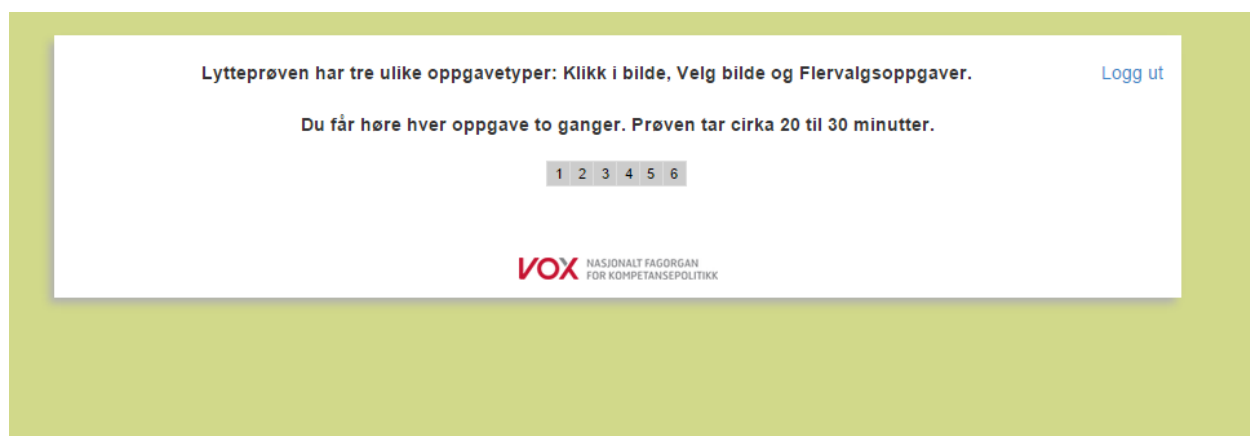 Lytteprøven har tre ulike oppgavetyper: Klikk i bilde, Velg bilde og Flervalgsoppgaver.
Logg ut
Du får høre hver oppgave to ganger. Prøven tar cirka 20 til 30 minutter.
1 2 3 4 5 6
VOX NASJONALT FAGORGAN
FOR KOMPETANSEPOLITIKK